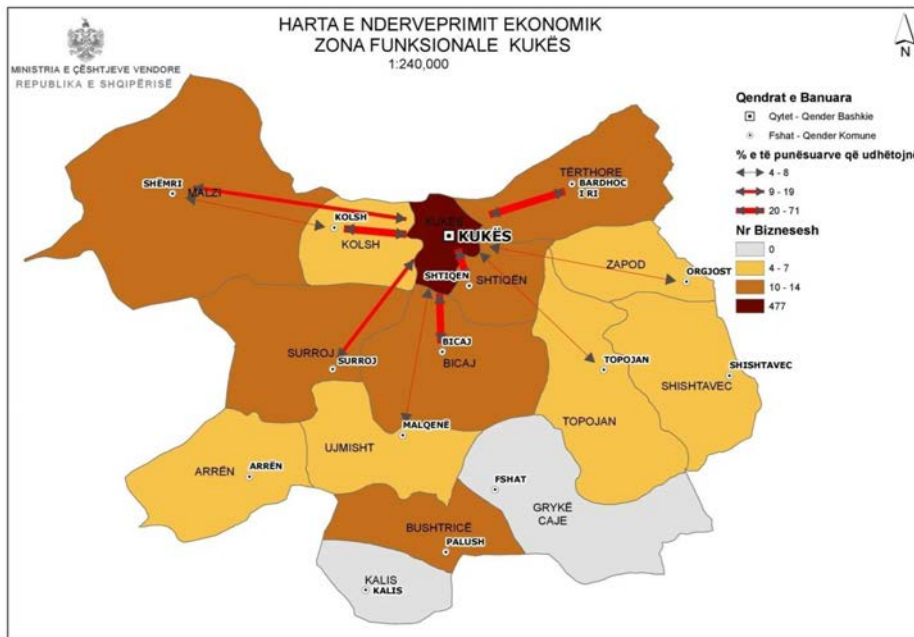 HARTA E NDERVEPRIMIT EKONOMIK
ZONA FUNKSIONALE KUKËS
1:240,000
MINISTRIA E ÇËSHTJEVE VENDORE
REPUBLIKA E SHQIPËRISË
N
Qendrat e Banuara
Qytet - Qender Bashkie
Fshat - Qender Komune
% e të punësuarve që udhëtojnë
4 - 8
9 - 19
20 - 71
Nr Biznesesh
0
4 - 7
10 - 14
477
TËRTHORE
BARDHOC
I RI
SHËMRI
MALZI
KOLSH
KOLSH
KUKËS
KUKËS
ZAPOD
ORGJOST
SHTIQEN
SHTIQËN
SURROJ
SURROJ
BICAJ
BICAJ
TOPOJAN
TOPOJAN
SHISHTAVEC
SHISHTAVEC
MALQENË
UJMISHT
ARRËN
ARRËN
FSHAT
GRYKË
CAJE
BUSHTRICË
PALUSH
KALIS
KALIS